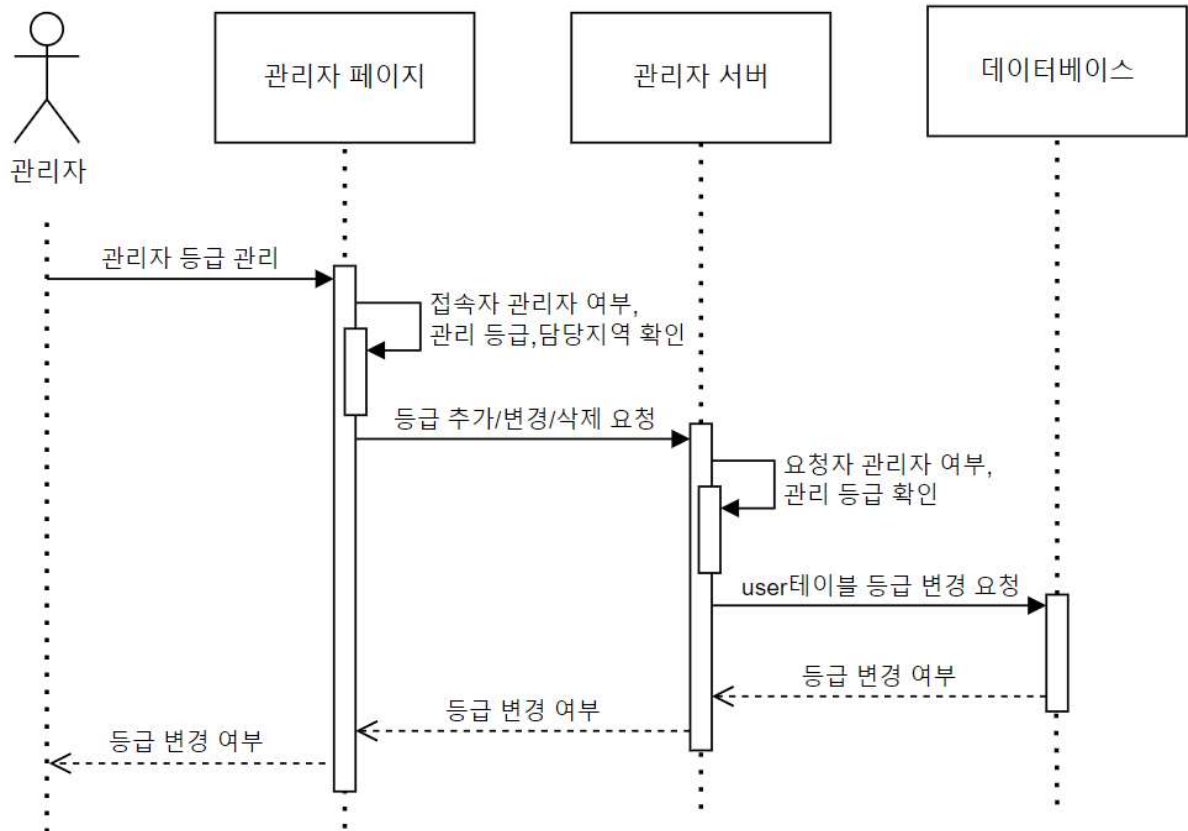 관리자 페이지
관리자 서버
데이터베이스
관리자
관리자 등급 관리
접속자 관리자 여부,
관리 등급,담당지역 확인
등급 추가/변경/삭제 요청
요청자 관리자 여부,
관리 등급 확인
user테이블 등급 변경 요청
등급 변경 여부
등급 변경 여부
등급 변경 여부